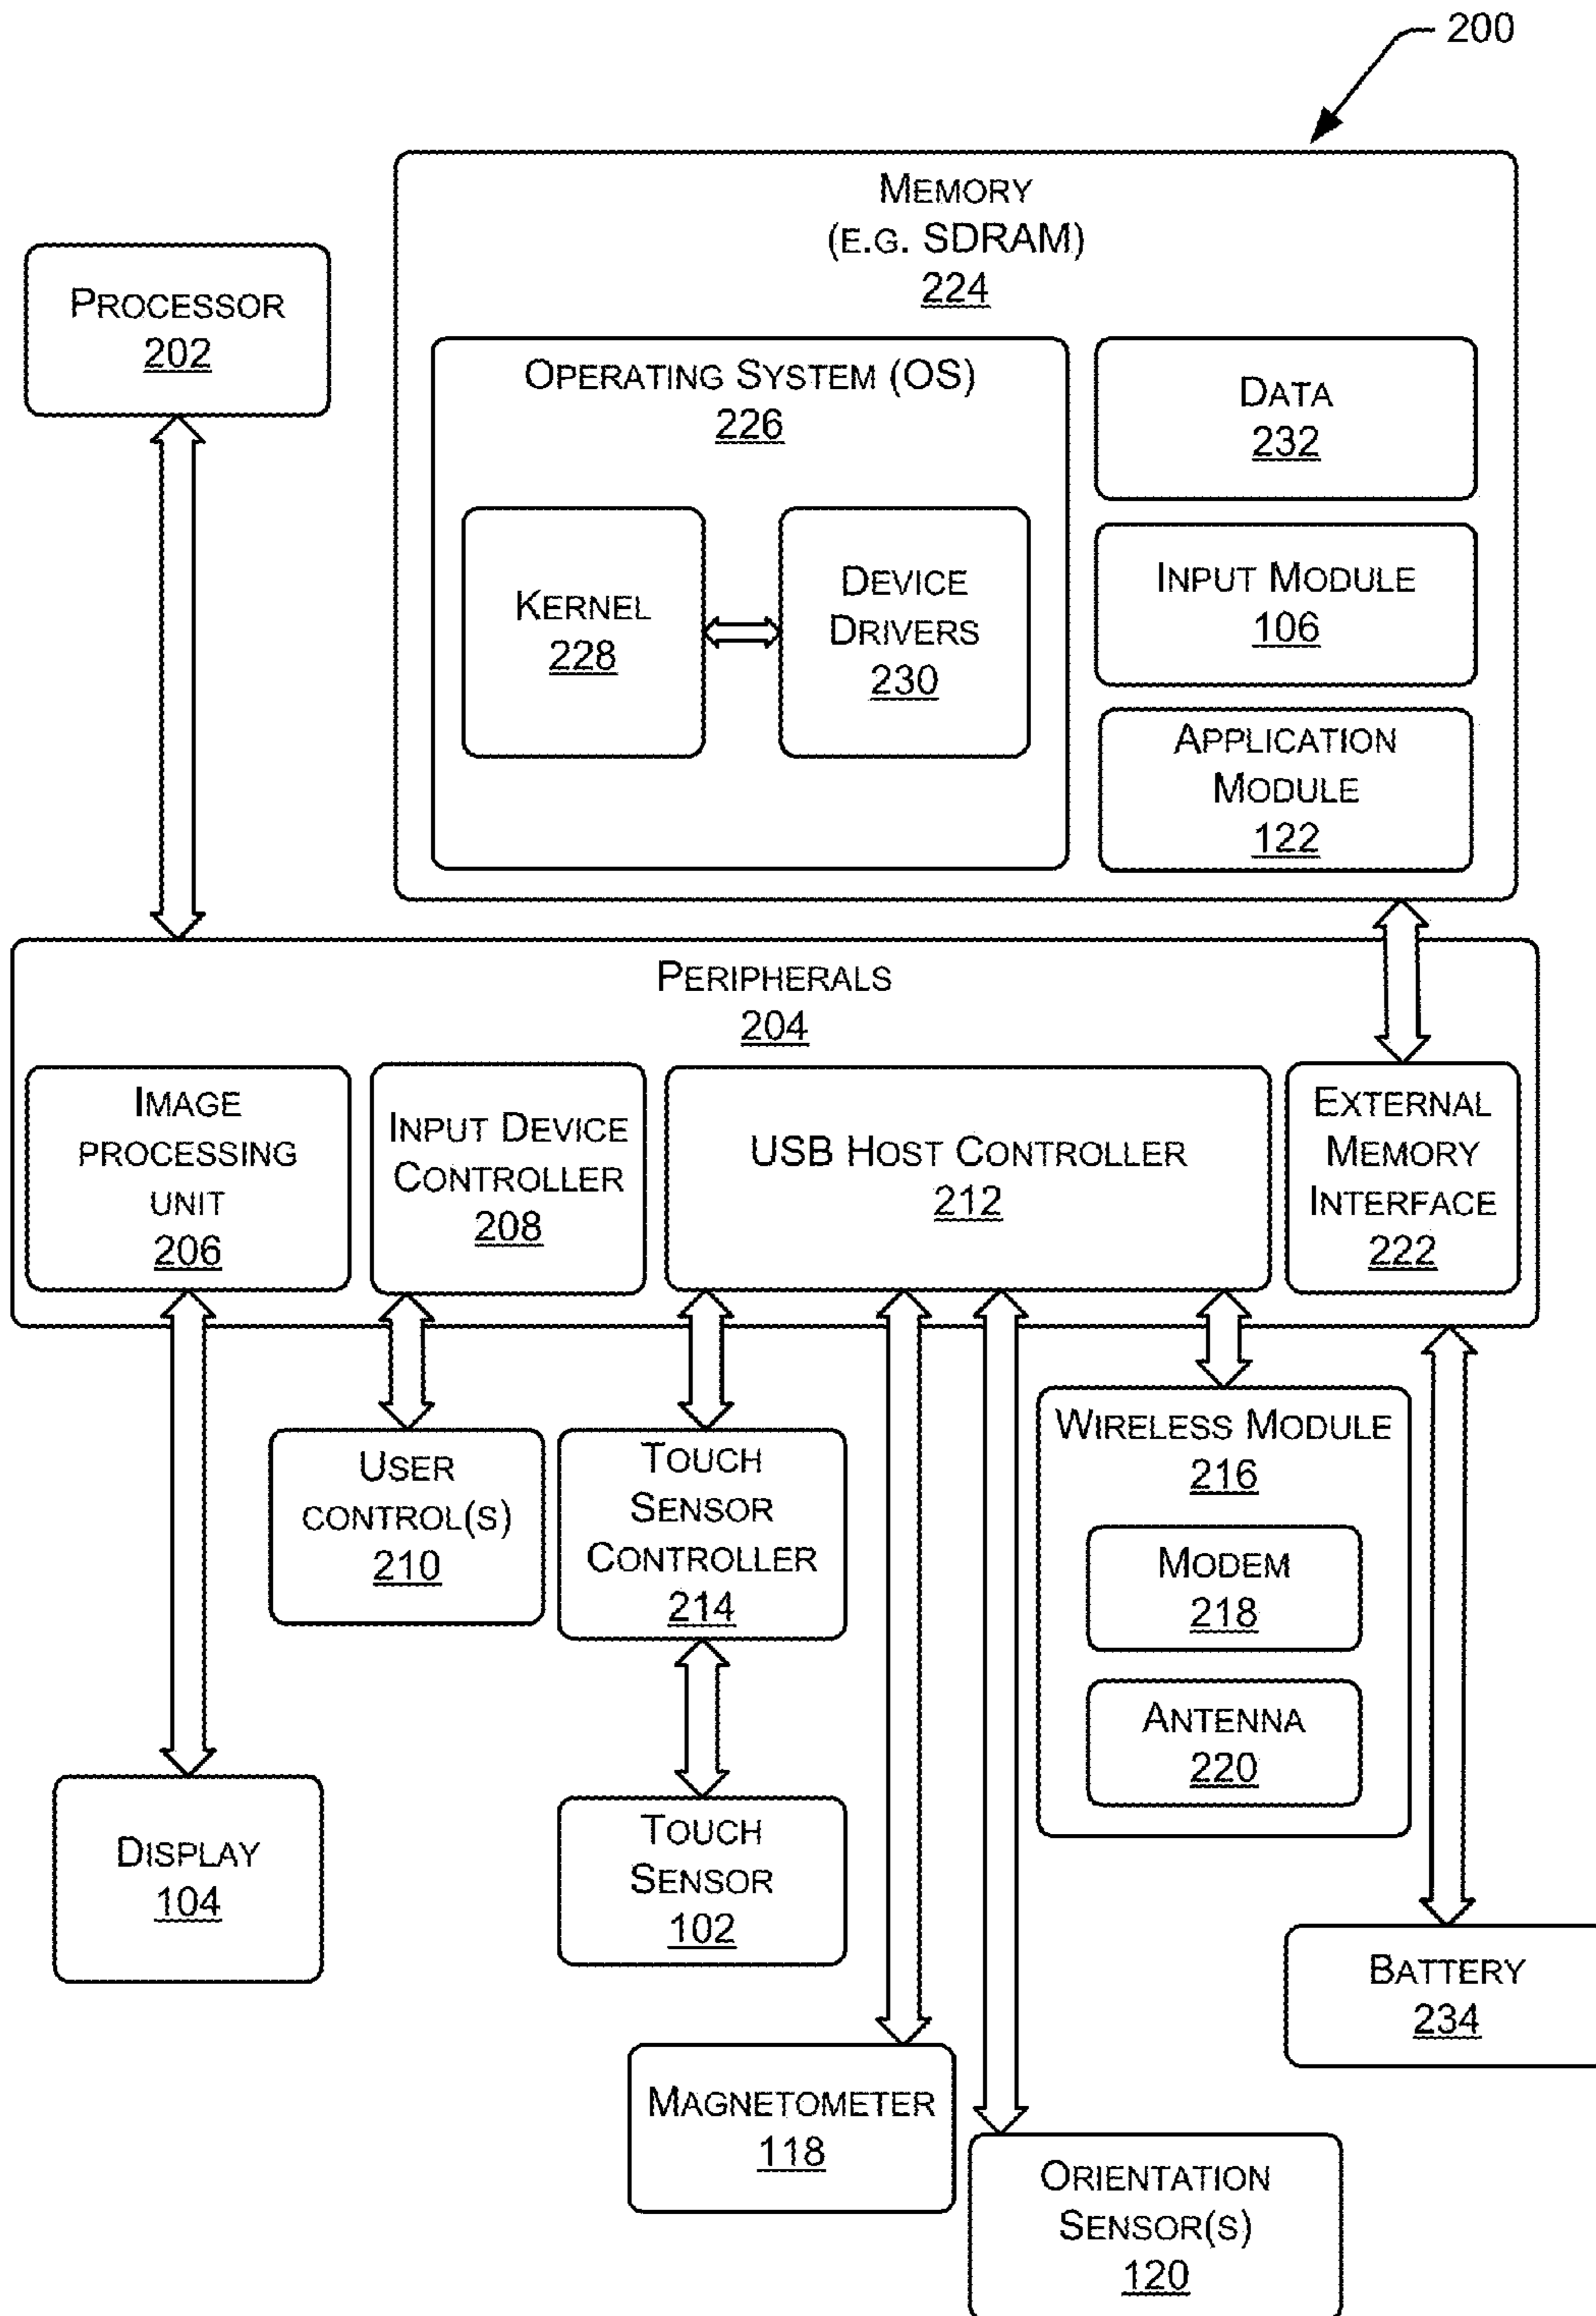 200
MEMORY
(E.G. SDRAM)
224
PROCESSOR
202
OPERATING SYSTEM (OS)
226
DATA
232
KERNEL
228
DEVICE
DRIVERS
230
INPUT MODULE
106
APPLICATION
MODULE
122
PERIPHERALS
204
IMAGE
PROCESSING
UNIT
206
INPUT DEVICE
CONTROLLER
208
USB HOST CONTROLLER
212
EXTERNAL
MEMORY
INTERFACE
222
USER
CONTROL(S)
210
TOUCH
SENSOR
CONTROLLER
214
WIRELESS MODULE
216
MODEM
218
ANTENNA
220
DISPLAY
104
TOUCH
SENSOR
102
BATTERY
234
MAGNETOMETER
118
ORIENTATION
SENSOR(S)
120